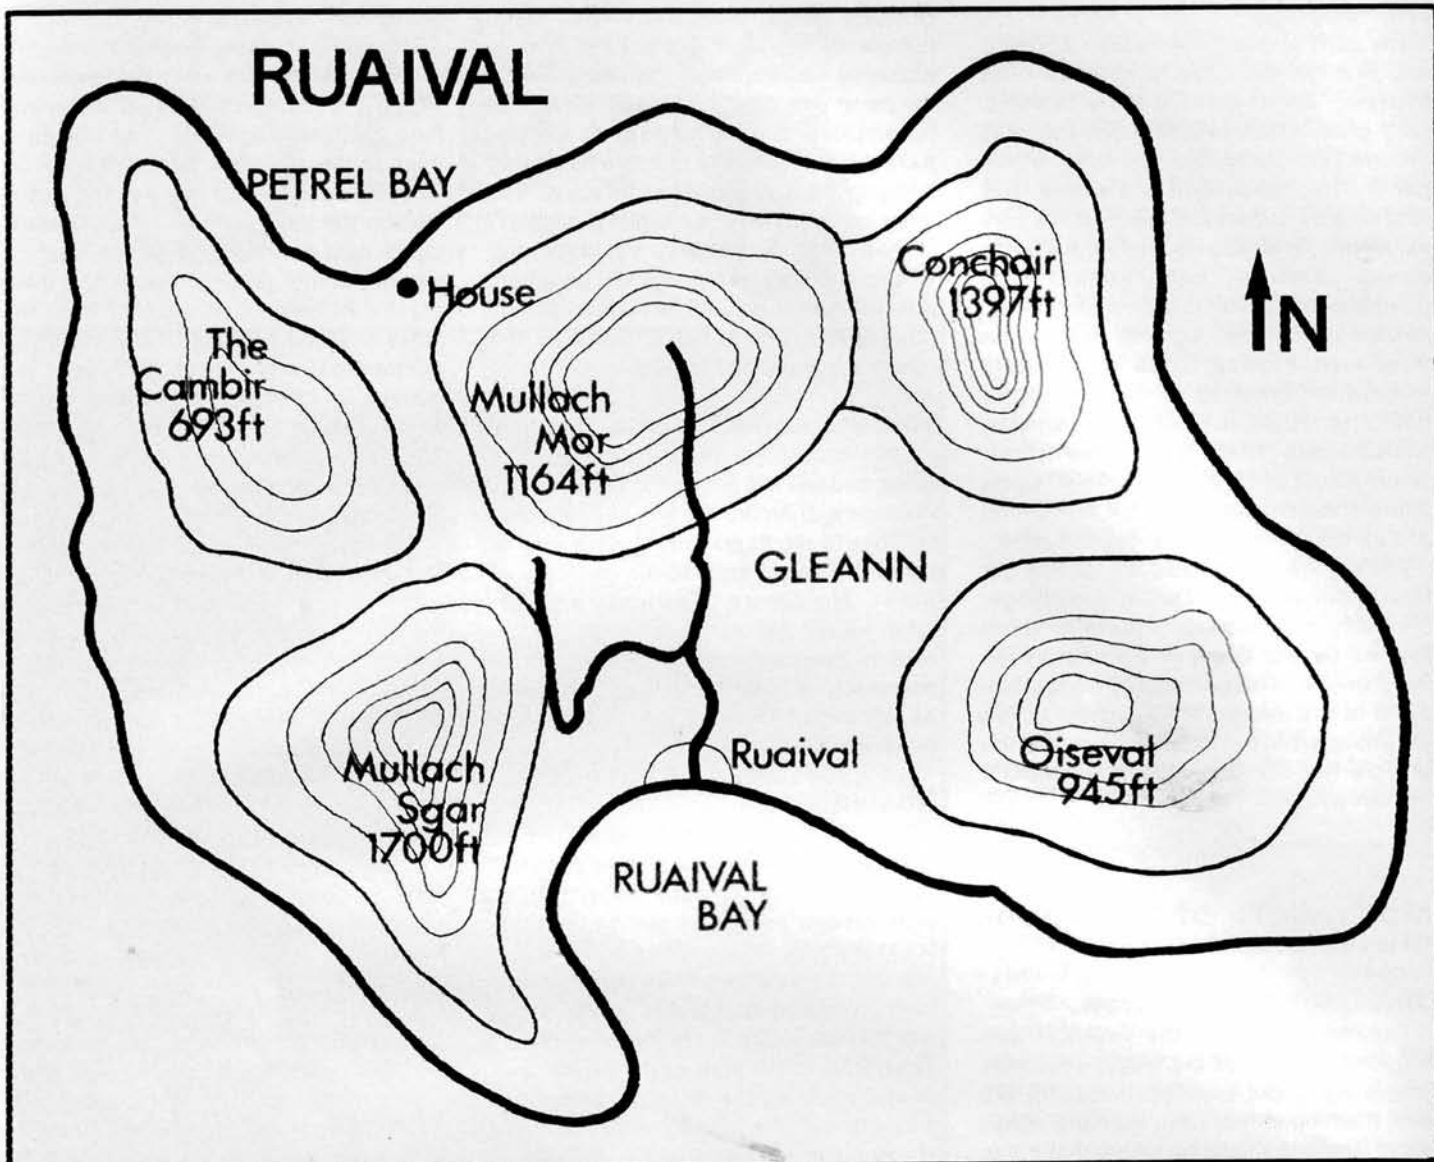 RUAIVAL
PETREL BAY
House
Conchair
1397ft
N
The
Cambir
693ft
Mullach
Mor
1164ft
GLEANN
Mullach
Sgar
1700ft
Ruaival
Oiseval
945ft
RUAIVAL
BAY